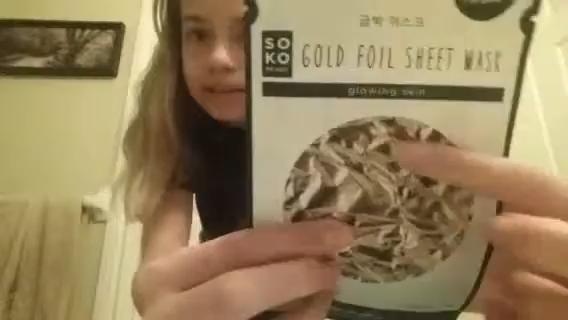 금박 마스크
SO
KO
GOLD FOIL SHEET MASK
glowing skin